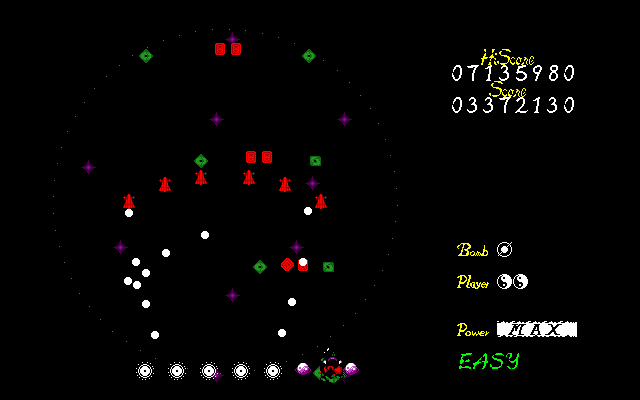 HiScore
07135980
Score
03372130
Bomb
Player
Power MAX
EASY